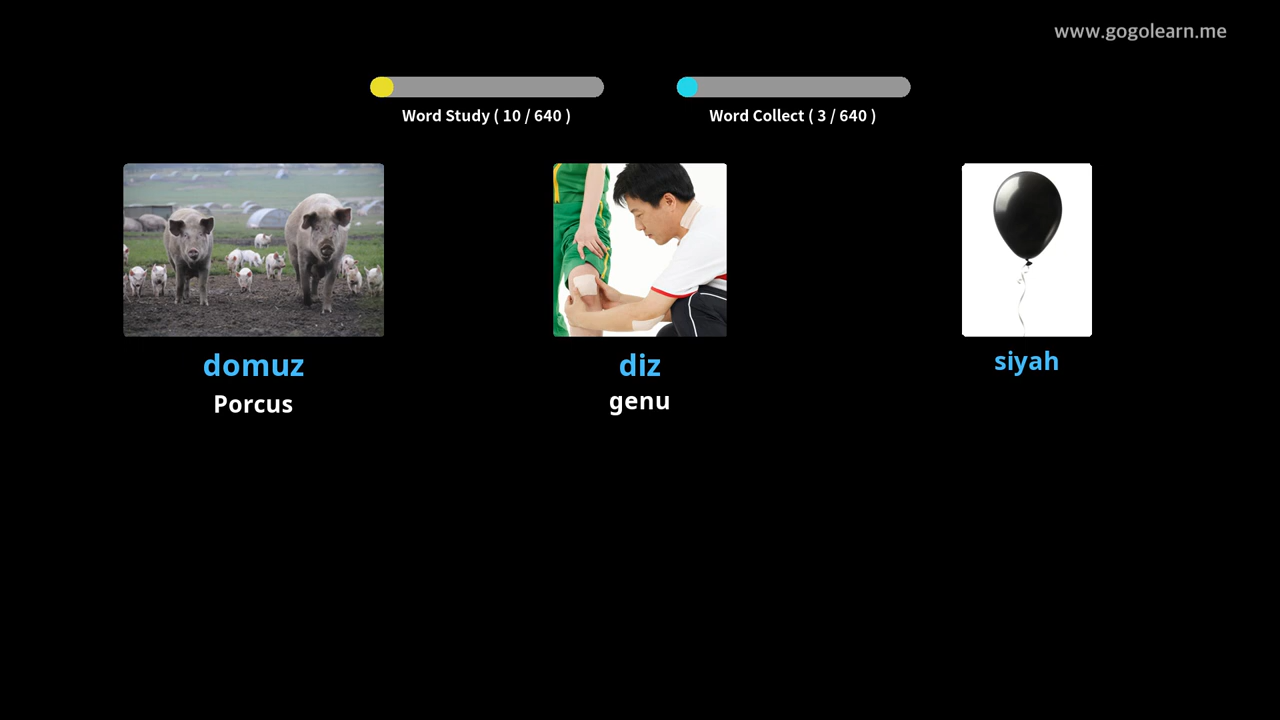 www.gogolearn.me
Word Study ( 10 / 640 )
Word Collect ( 3 / 640 )
domuz
Porcus
diz
genu
siyah